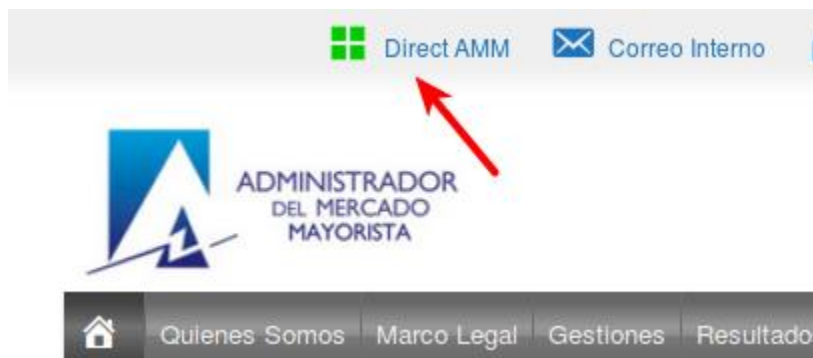 Direct AMM Correo Interno
ADMINISTRADOR
DEL MERCADO
MAYORISTA
Quienes Somos Marco Legal Gestiones Resultado